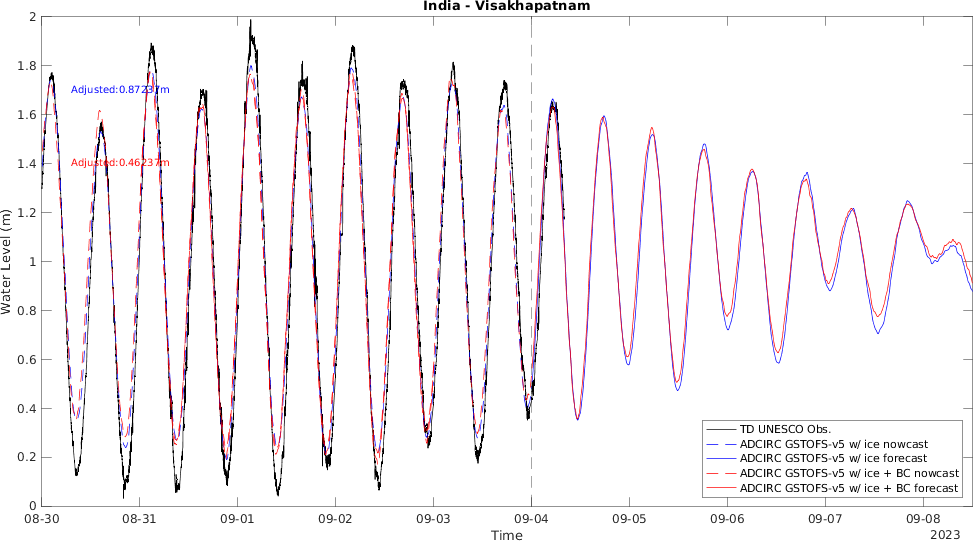 India - Visakhapatnam
2
1.8
1.6
1.4
1.2
1
0.8
0.6
0.4
0.2
0
Water Level (m)
Adjusted:0.87237m
Adjusted:0.46237m
TD UNESCO Obs.
ADCIRC GSTOFS-v5 w/ ice nowcast
ADCIRC GSTOFS-v5 w/ ice forecast
ADCIRC GSTOFS-v5 w/ ice + BC nowcast
ADCIRC GSTOFS-v5 w/ ice + BC forecast
08-30 08-31 09-01 09-02 09-03 09-04 09-05 09-06 09-07 09-08
Time
2023